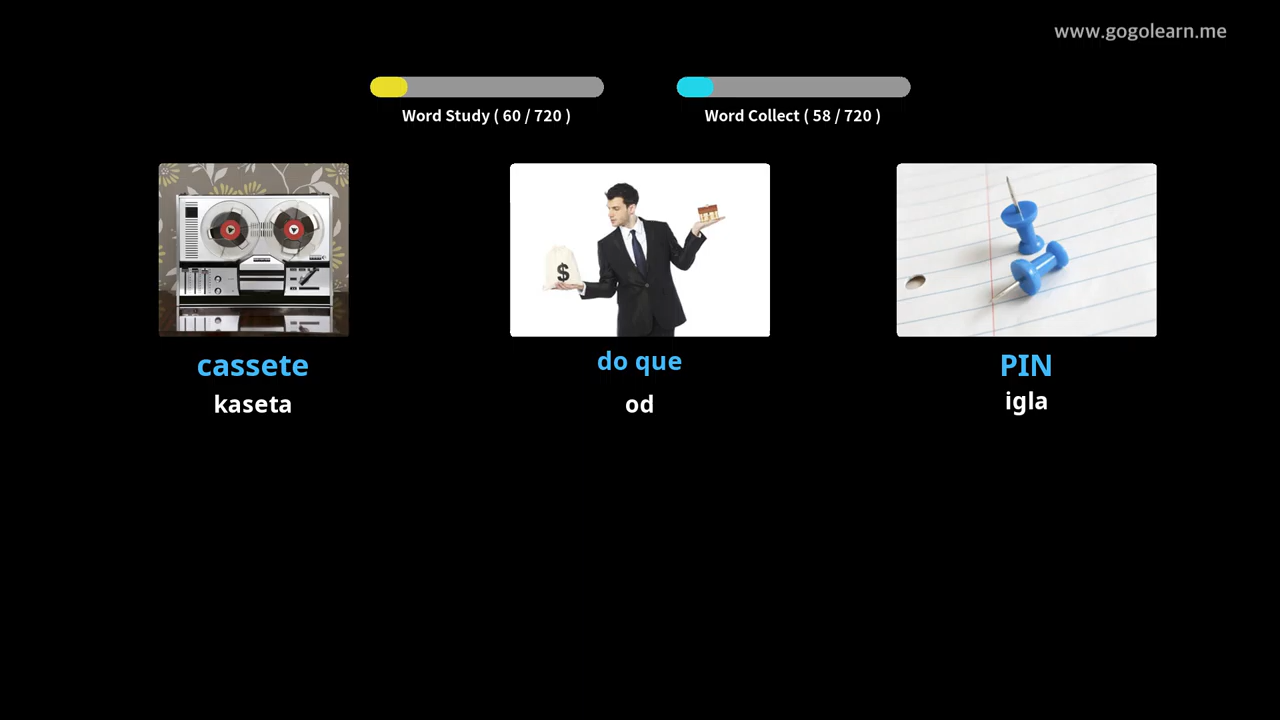 www.gogolearn.me
Word Study ( 60 / 720 )
Word Collect ( 58 / 720 )
$
cassete
kaseta
do que
od
PIN
igla